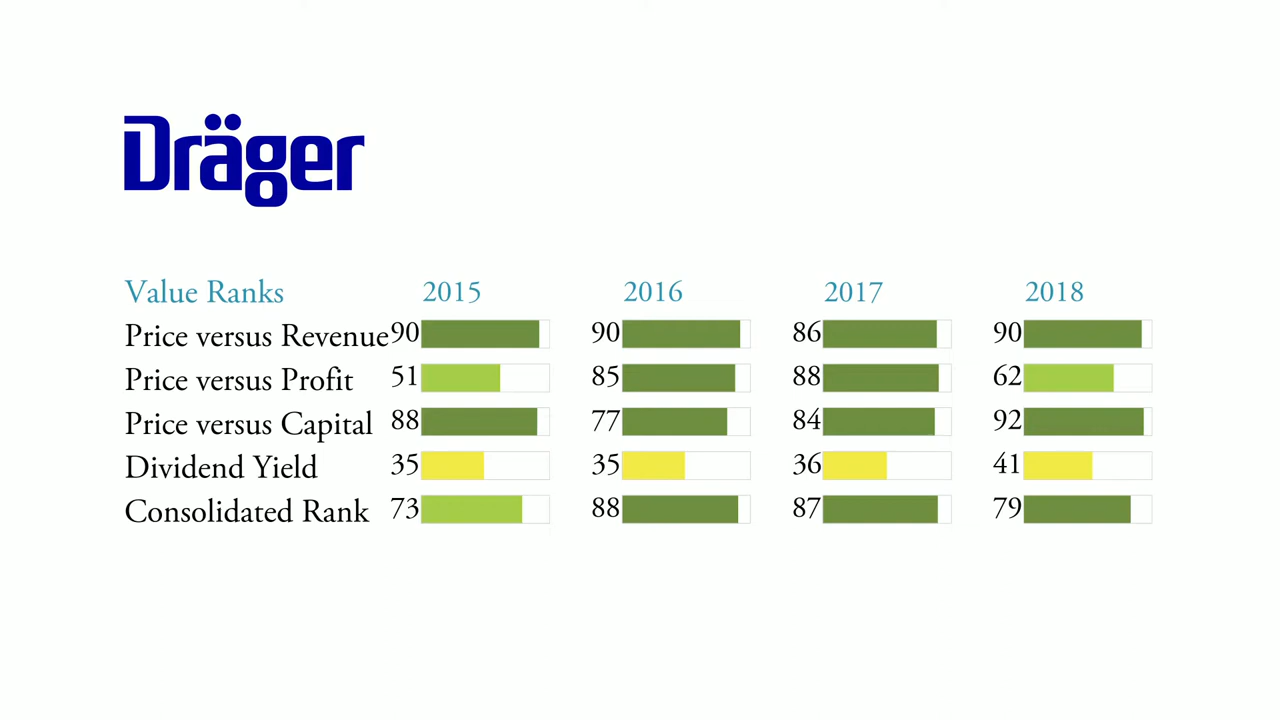 Dräger
Value Ranks 2015 2016 2017 2018
Price versus Revenue 90 90 86 90
Price versus Profit 51 85 88 62
Price versus Capital 88 77 84 92
Dividend Yield 35 35 36 41
Consolidated Rank 73 88 87 79